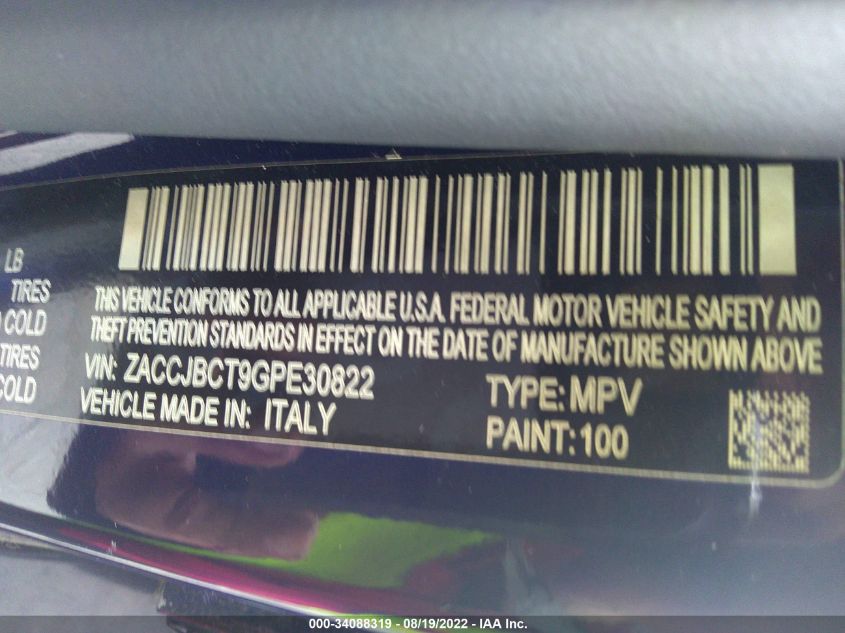 LB
TIRES
COLD
TIRES
COLD
THIS VEHICLE CONFORMS TO ALL APPLICABLE U.S.A. FEDERAL MOTOR VEHICLE SAFETY AND
THEFT PREVENTION STANDARDS IN EFFECT ON THE DATE OF MANUFACTURE SHOWN ABOVE
VIN: ZACCJBCT9GPE30822
TYPE: MPV
VEHICLE MADE IN: ITALY
PAINT: 100
000-34088319 - 08/19/2022 - IAA Inc.